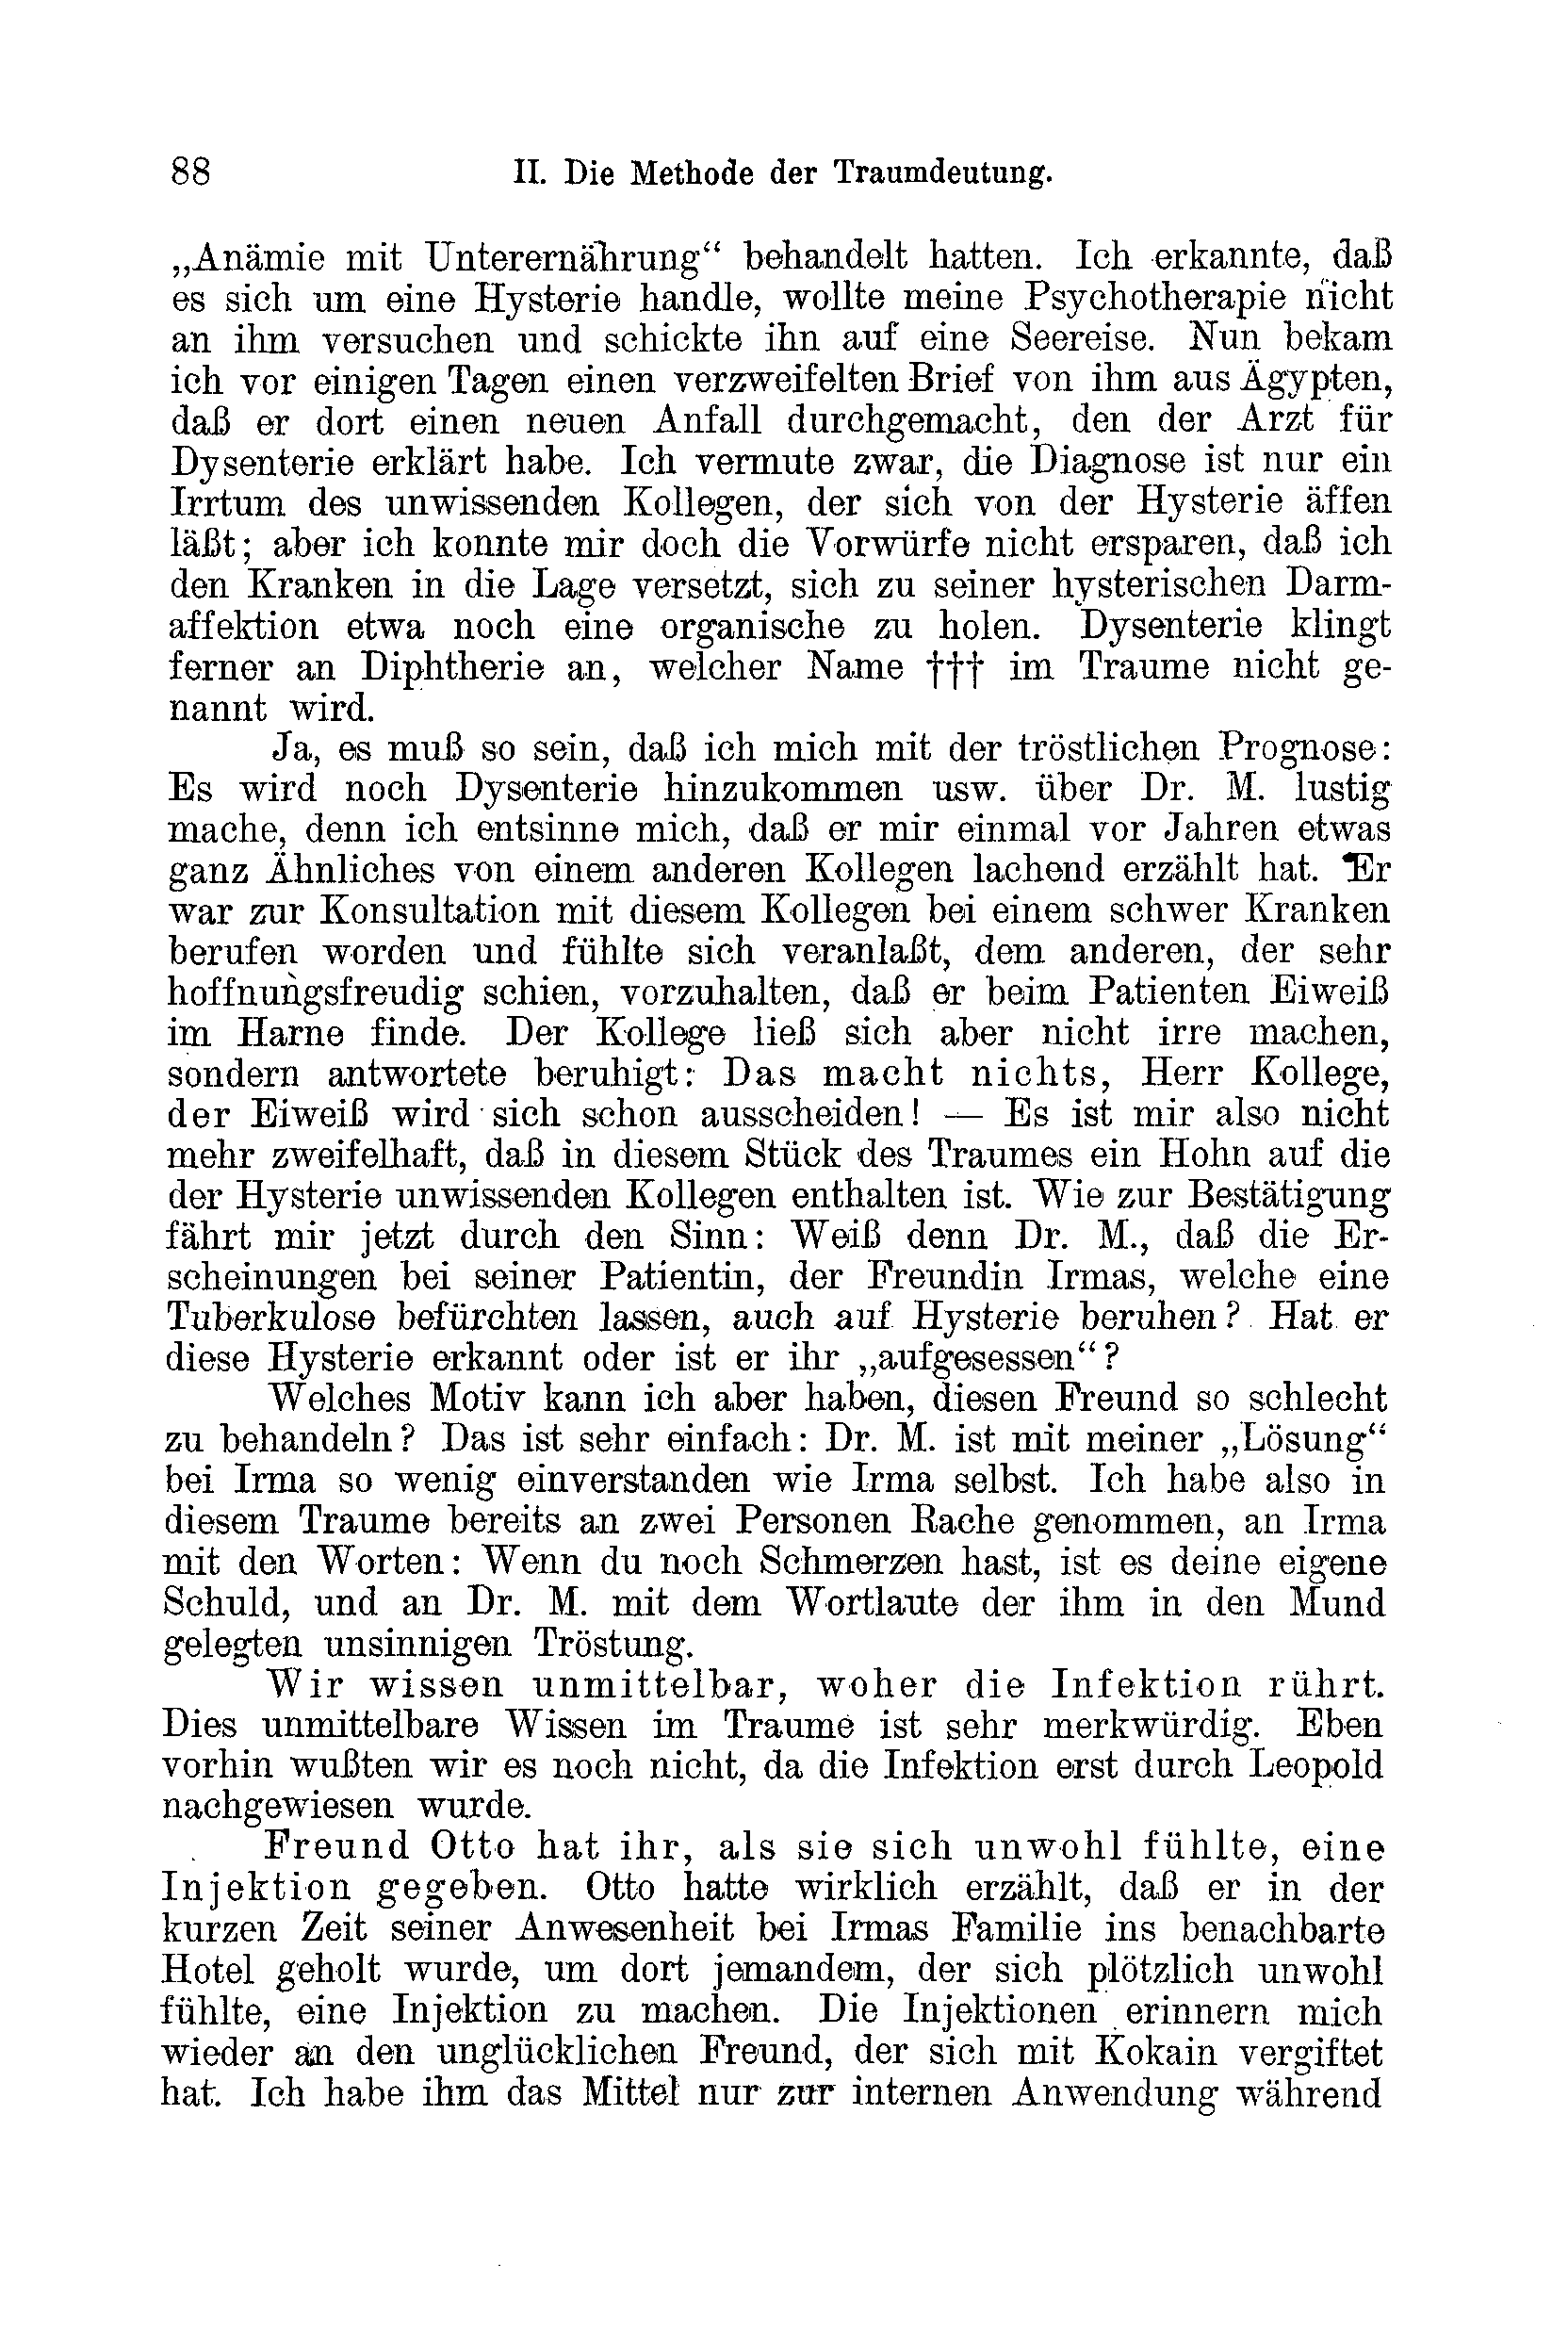 88 II. Die Methode der Traumdeutung.
„Anämie mit Unterernährung“ behandelt hatten. Ich erkannte, daß
es sich um eine Hysterie handle, wollte meine Psychotherapie nicht
an ihm versuchen und schickte ihn auf eine Seereise. Nun bekam
ich vor einigen Tagen einen verzweifelten Brief von ihm aus Ägypten,
daß er dort einen neuen Anfall durchgemacht, den der Arzt für
Dysenterie erklärt habe. Ich vermute zwar, die Diagnose ist nur ein
Irrtum des unwissenden Kollegen, der sich von der Hysterie äffen
läßt; aber ich konnte mir doch die Vorwürfe nicht ersparen, daß ich
den Kranken in die Lage versetzt, sich zu seiner hysterischen Darm-
affektion etwa noch eine organische zu holen. Dysenterie klingt
ferner an Diphtherie an, welcher Name ††† im Traume nicht ge-
nannt wird.
Ja, es muß so sein, daß ich mich mit der tröstlichen Prognose:
Es wird noch Dysenterie hinzukommen usw. über Dr. M. lustig
mache, denn ich entsinne mich, daß er mir einmal vor Jahren etwas
ganz Ähnliches von einem anderen Kollegen lachend erzählt hat. Er
war zur Konsultation mit diesem Kollegen bei einem schwer Kranken
berufen worden und fühlte sich veranlaßt, dem anderen, der sehr
hoffnungsfreudig schien, vorzuhalten, daß er beim Patienten Eiweiß
im Harne finde. Der Kollege ließ sich aber nicht irre machen,
sondern antwortete beruhigt: Das macht nichts, Herr Kollege,
der Eiweiß wird sich schon ausscheiden! — Es ist mir also nicht
mehr zweifelhaft, daß in diesem Stück des Traumes ein Hohn auf die
der Hysterie unwissenden Kollegen enthalten ist. Wie zur Bestätigung
fährt mir jetzt durch den Sinn: Weiß denn Dr. M., daß die Er-
scheinungen bei seiner Patientin, der Freundin Irmas, welche eine
Tuberkulose befürchten lassen, auch auf Hysterie beruhen? Hat er
diese Hysterie erkannt oder ist er ihr „aufgesessen“?
Welches Motiv kann ich aber haben, diesen Freund so schlecht
zu behandeln? Das ist sehr einfach: Dr. M. ist mit meiner „Lösung“
bei Irma so wenig einverstanden wie Irma selbst. Ich habe also in
diesem Traume bereits an zwei Personen Rache genommen, an Irma
mit den Worten: Wenn du noch Schmerzen hast, ist es deine eigene
Schuld, und an Dr. M. mit dem Wortlaute der ihm in den Mund
gelegten unsinnigen Tröstung.
Wir wissen unmittelbar, woher die Infektion rührt.
Dies unmittelbare Wissen im Traume ist sehr merkwürdig. Eben
vorhin wußten wir es noch nicht, da die Infektion erst durch Leopold
nachgewiesen wurde.
Freund Otto hat ihr, als sie sich unwohl fühlte, eine
Injektion gegeben. Otto hatte wirklich erzählt, daß er in der
kurzen Zeit seiner Anwesenheit bei Irmas Familie ins benachbarte
Hotel geholt wurde, um dort jemandem, der sich plötzlich unwohl
fühlte, eine Injektion zu machen. Die Injektionen erinnern mich
wieder an den unglücklichen Freund, der sich mit Kokain vergiftet
hat. Ich habe ihm das Mittel nur zur internen Anwendung während